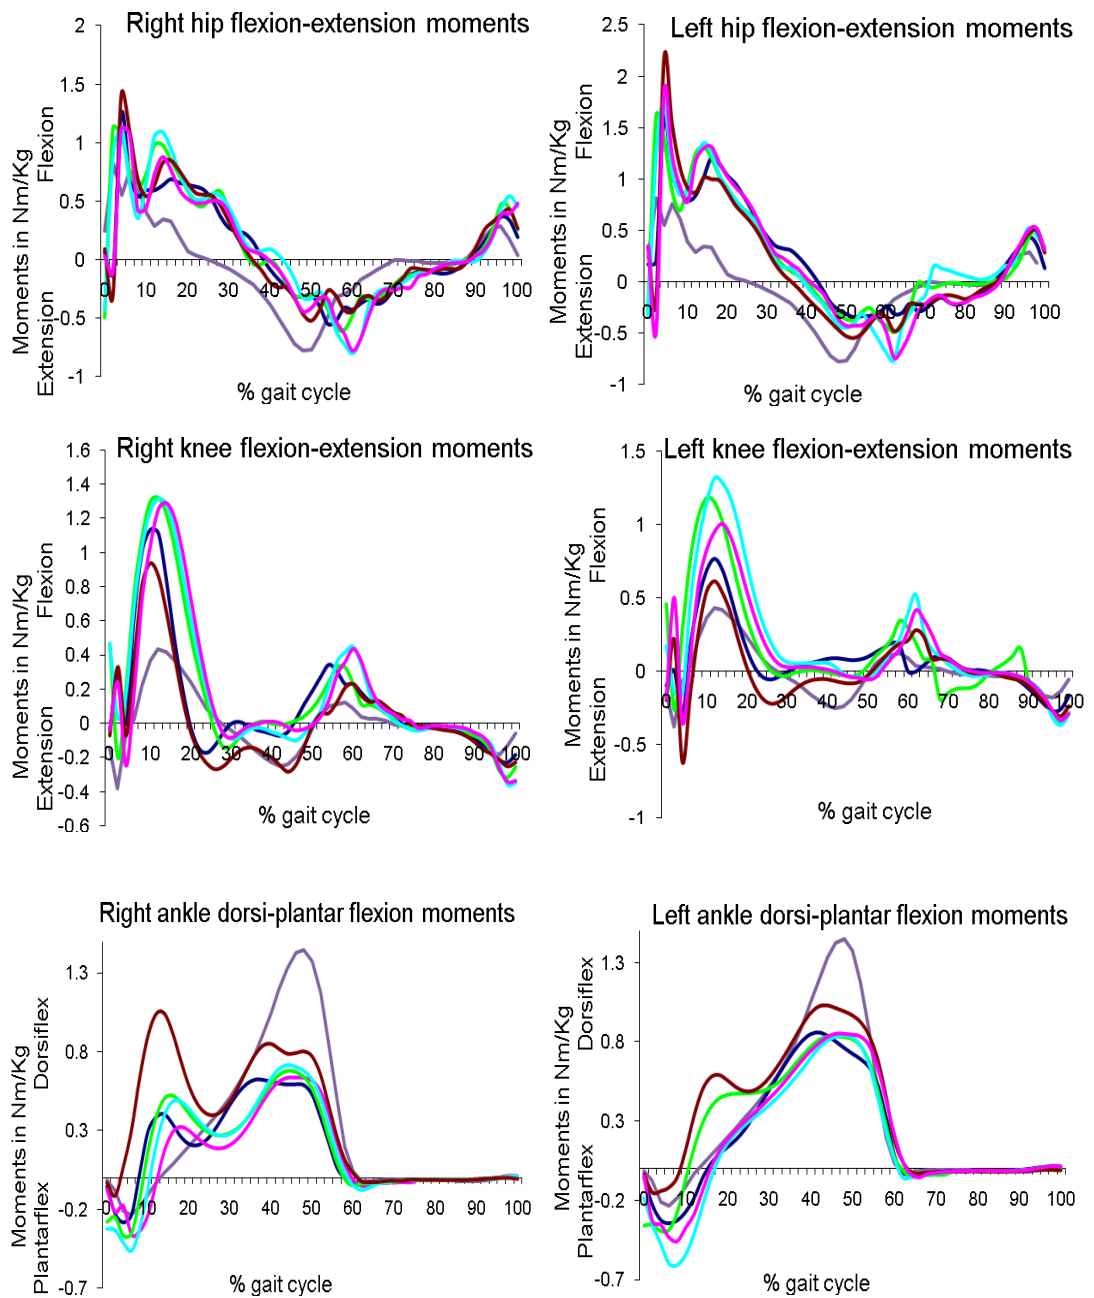 Right hip flexion-extension moments
2
1.5
1
0.5
0
-0.5
-1
Moments in Nm/Kg
Extension Flexion
0 10 20 30 40 50 60 70 80 90 100
% gait cycle
Left hip flexion-extension moments
2.5
2
1.5
1
0.5
0
-0.5
-1
Moments in Nm/Kg
Extension Flexion
0 10 20 30 40 50 60 70 80 90 100
% gait cycle
Right knee flexion-extension moments
1.6
1.4
1.2
1
0.8
0.6
0.4
0.2
0
-0.2
-0.4
-0.6
Moments in Nm/Kg
Extension Flexion
0 10 20 30 40 50 60 70 80 90 100
% gait cycle
Left knee flexion-extension moments
1.5
1
0.5
0
-0.5
-1
Moments in Nm/Kg
Extension Flexion
0 10 20 30 40 50 60 70 80 90 100
% gait cycle
Right ankle dorsi-plantar flexion moments
1.3
0.8
0.3
-0.2
-0.7
Moments in Nm/Kg
Plantarflex Dorsiflex
0 10 20 30 40 50 60 70 80 90 100
% gait cycle
Left ankle dorsi-plantar flexion moments
1.3
0.8
0.3
-0.2
-0.7
Moments in Nm/Kg
Plantarflex Dorsiflex
0 10 20 30 40 50 60 70 80 90 100
% gait cycle